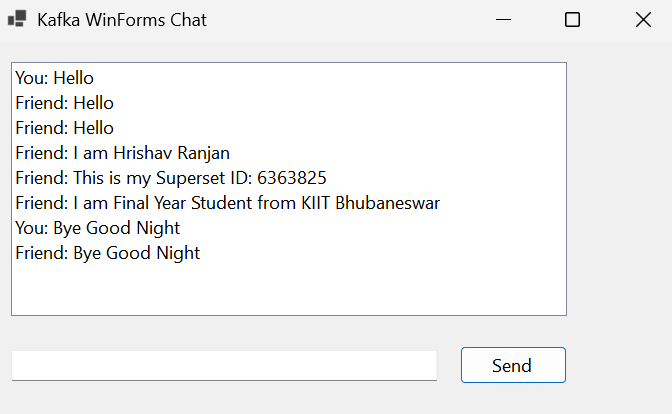 Kafka WinForms Chat
You: Hello
Friend: Hello
Friend: Hello
Friend: I am Hrishav Ranjan
Friend: This is my Superset ID: 6363825
Friend: I am Final Year Student from KIIT Bhubaneswar
You: Bye Good Night
Friend: Bye Good Night
Send